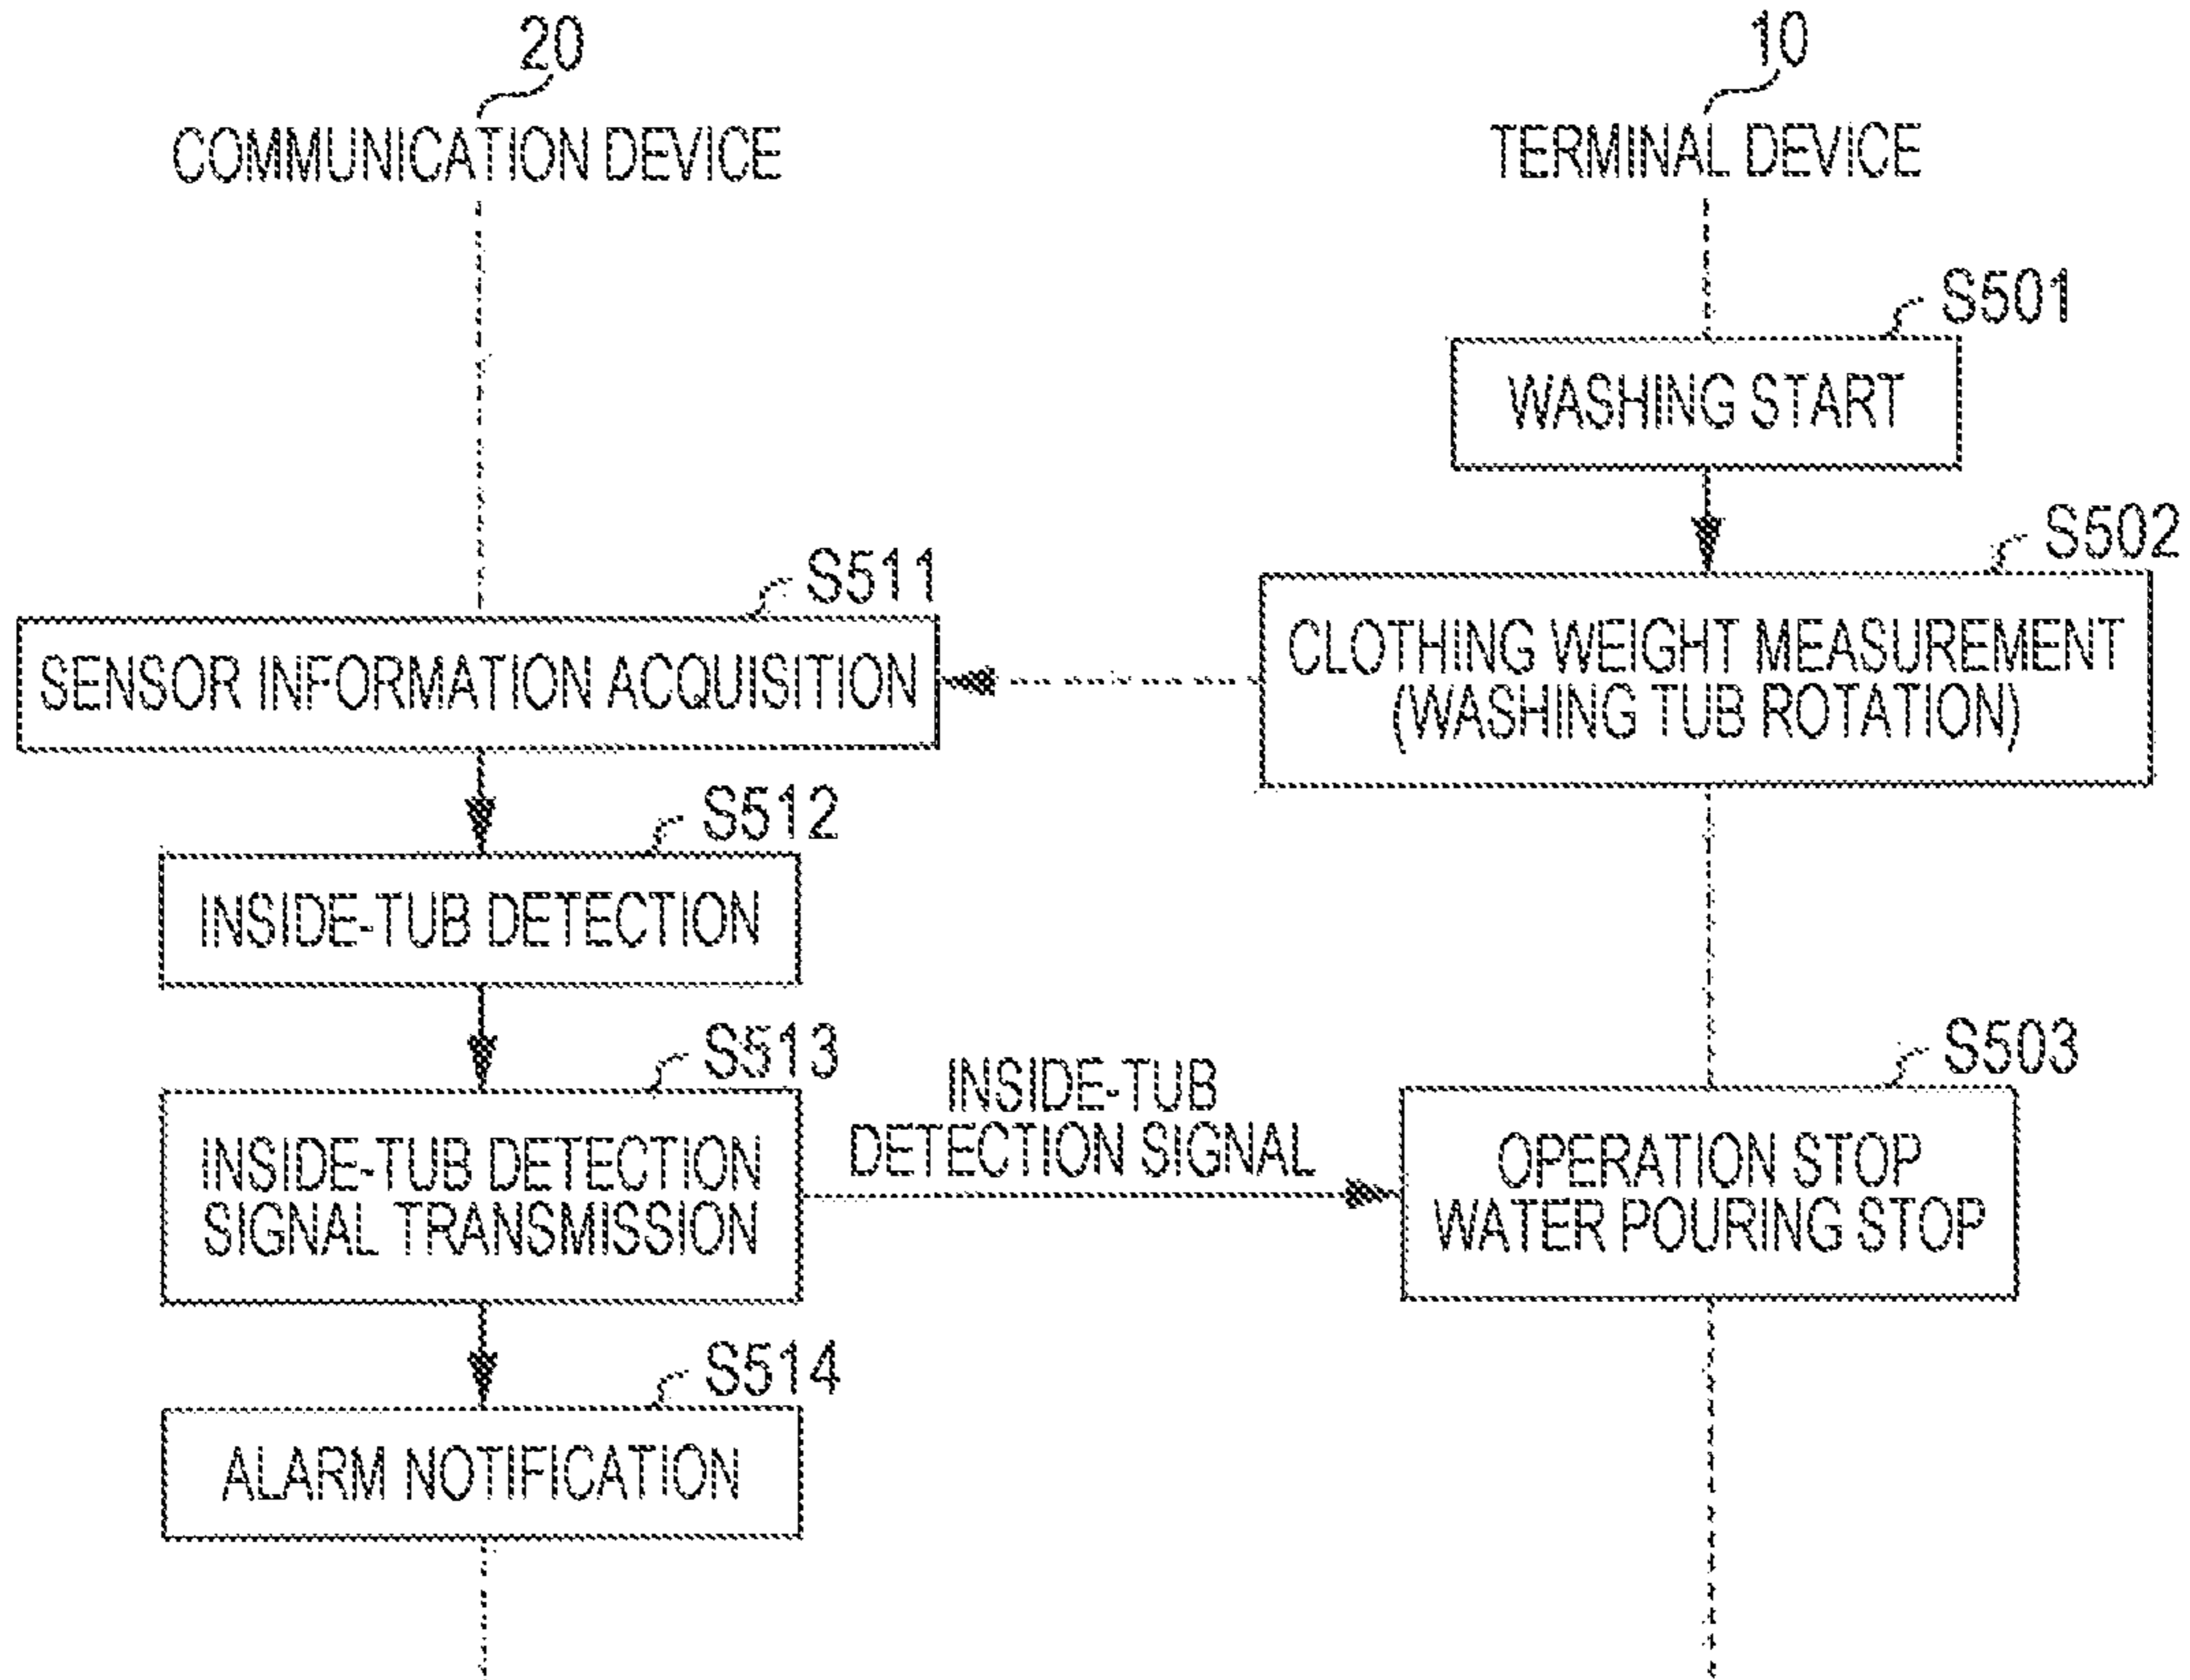 20
10
COMMUNICATION DEVICE
TERMINAL DEVICE
S501
WASHING START
S502
CLOTHING WEIGHT MEASUREMENT
(WASHING TUB ROTATION)
S511
SENSOR INFORMATION ACQUISITION
S512
INSIDE-TUB DETECTION
S513
INSIDE-TUB DETECTION
SIGNAL TRANSMISSION
INSIDE-TUB
DETECTION SIGNAL
S503
OPERATION STOP
WATER POURING STOP
S514
ALARM NOTIFICATION